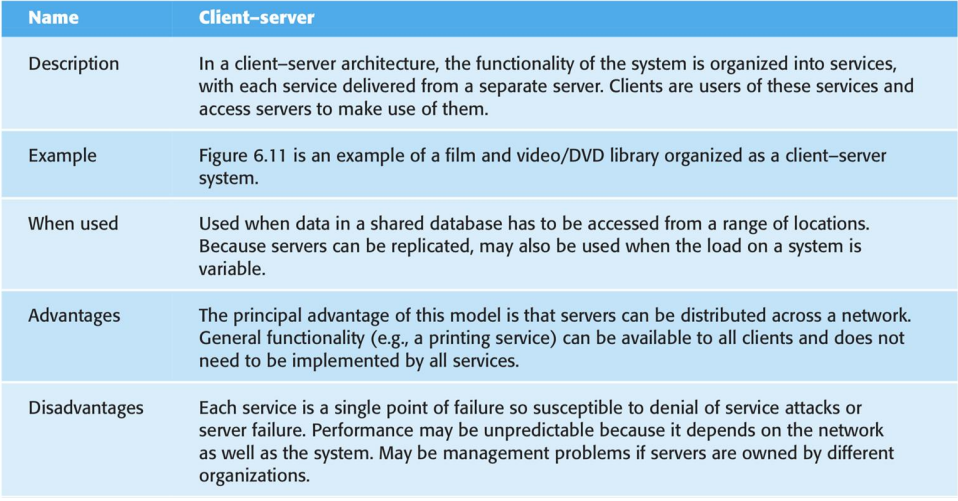 Name Client–server
Description In a client–server architecture, the functionality of the system is organized into services,
with each service delivered from a separate server. Clients are users of these services and
access servers to make use of them.
Example Figure 6.11 is an example of a film and video/DVD library organized as a client–server
system.
When used Used when data in a shared database has to be accessed from a range of locations.
Because servers can be replicated, may also be used when the load on a system is
variable.
Advantages The principal advantage of this model is that servers can be distributed across a network.
General functionality (e.g., a printing service) can be available to all clients and does not
need to be implemented by all services.
Disadvantages Each service is a single point of failure so susceptible to denial of service attacks or
server failure. Performance may be unpredictable because it depends on the network
as well as the system. May be management problems if servers are owned by different
organizations.